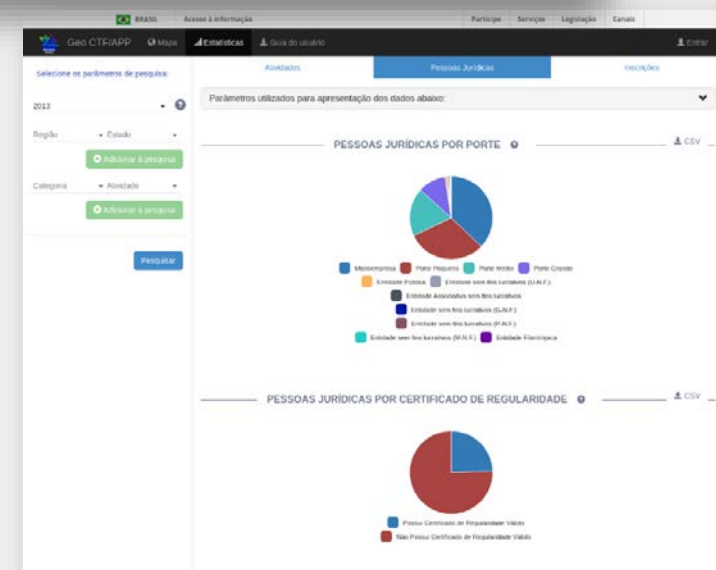 BRASIL Acesso à informação Participe Serviços Legislação Canais
Geo CTF/APP Mapa Estatísticas Guia do usuário Entrar
Selecione os parâmetros de pesquisa:
Atividades Pessoas Jurídicas Inscrições
2013
Parâmetros utilizados para apresentação dos dados abaixo:
Região Estado
Adicionar à pesquisa
Categoria Atividade
Adicionar à pesquisa
Pesquisar
PESSOAS JURÍDICAS POR PORTE CSV
Microempresa Porte Pequeno Porte Médio Porte Grande
Entidade Pública Entidade sem fins lucrativos (D.N.F.)
Entidade Associativa sem fins lucrativos
Entidade sem fins lucrativos (G.N.F.)
Entidade sem fins lucrativos (P.N.F.)
Entidade sem fins lucrativos (M.N.F.) Entidade Filantrópica
PESSOAS JURÍDICAS POR CERTIFICADO DE REGULARIDADE CSV
Possui Certificado de Regularidade Válido
Não Possui Certificado de Regularidade Válido